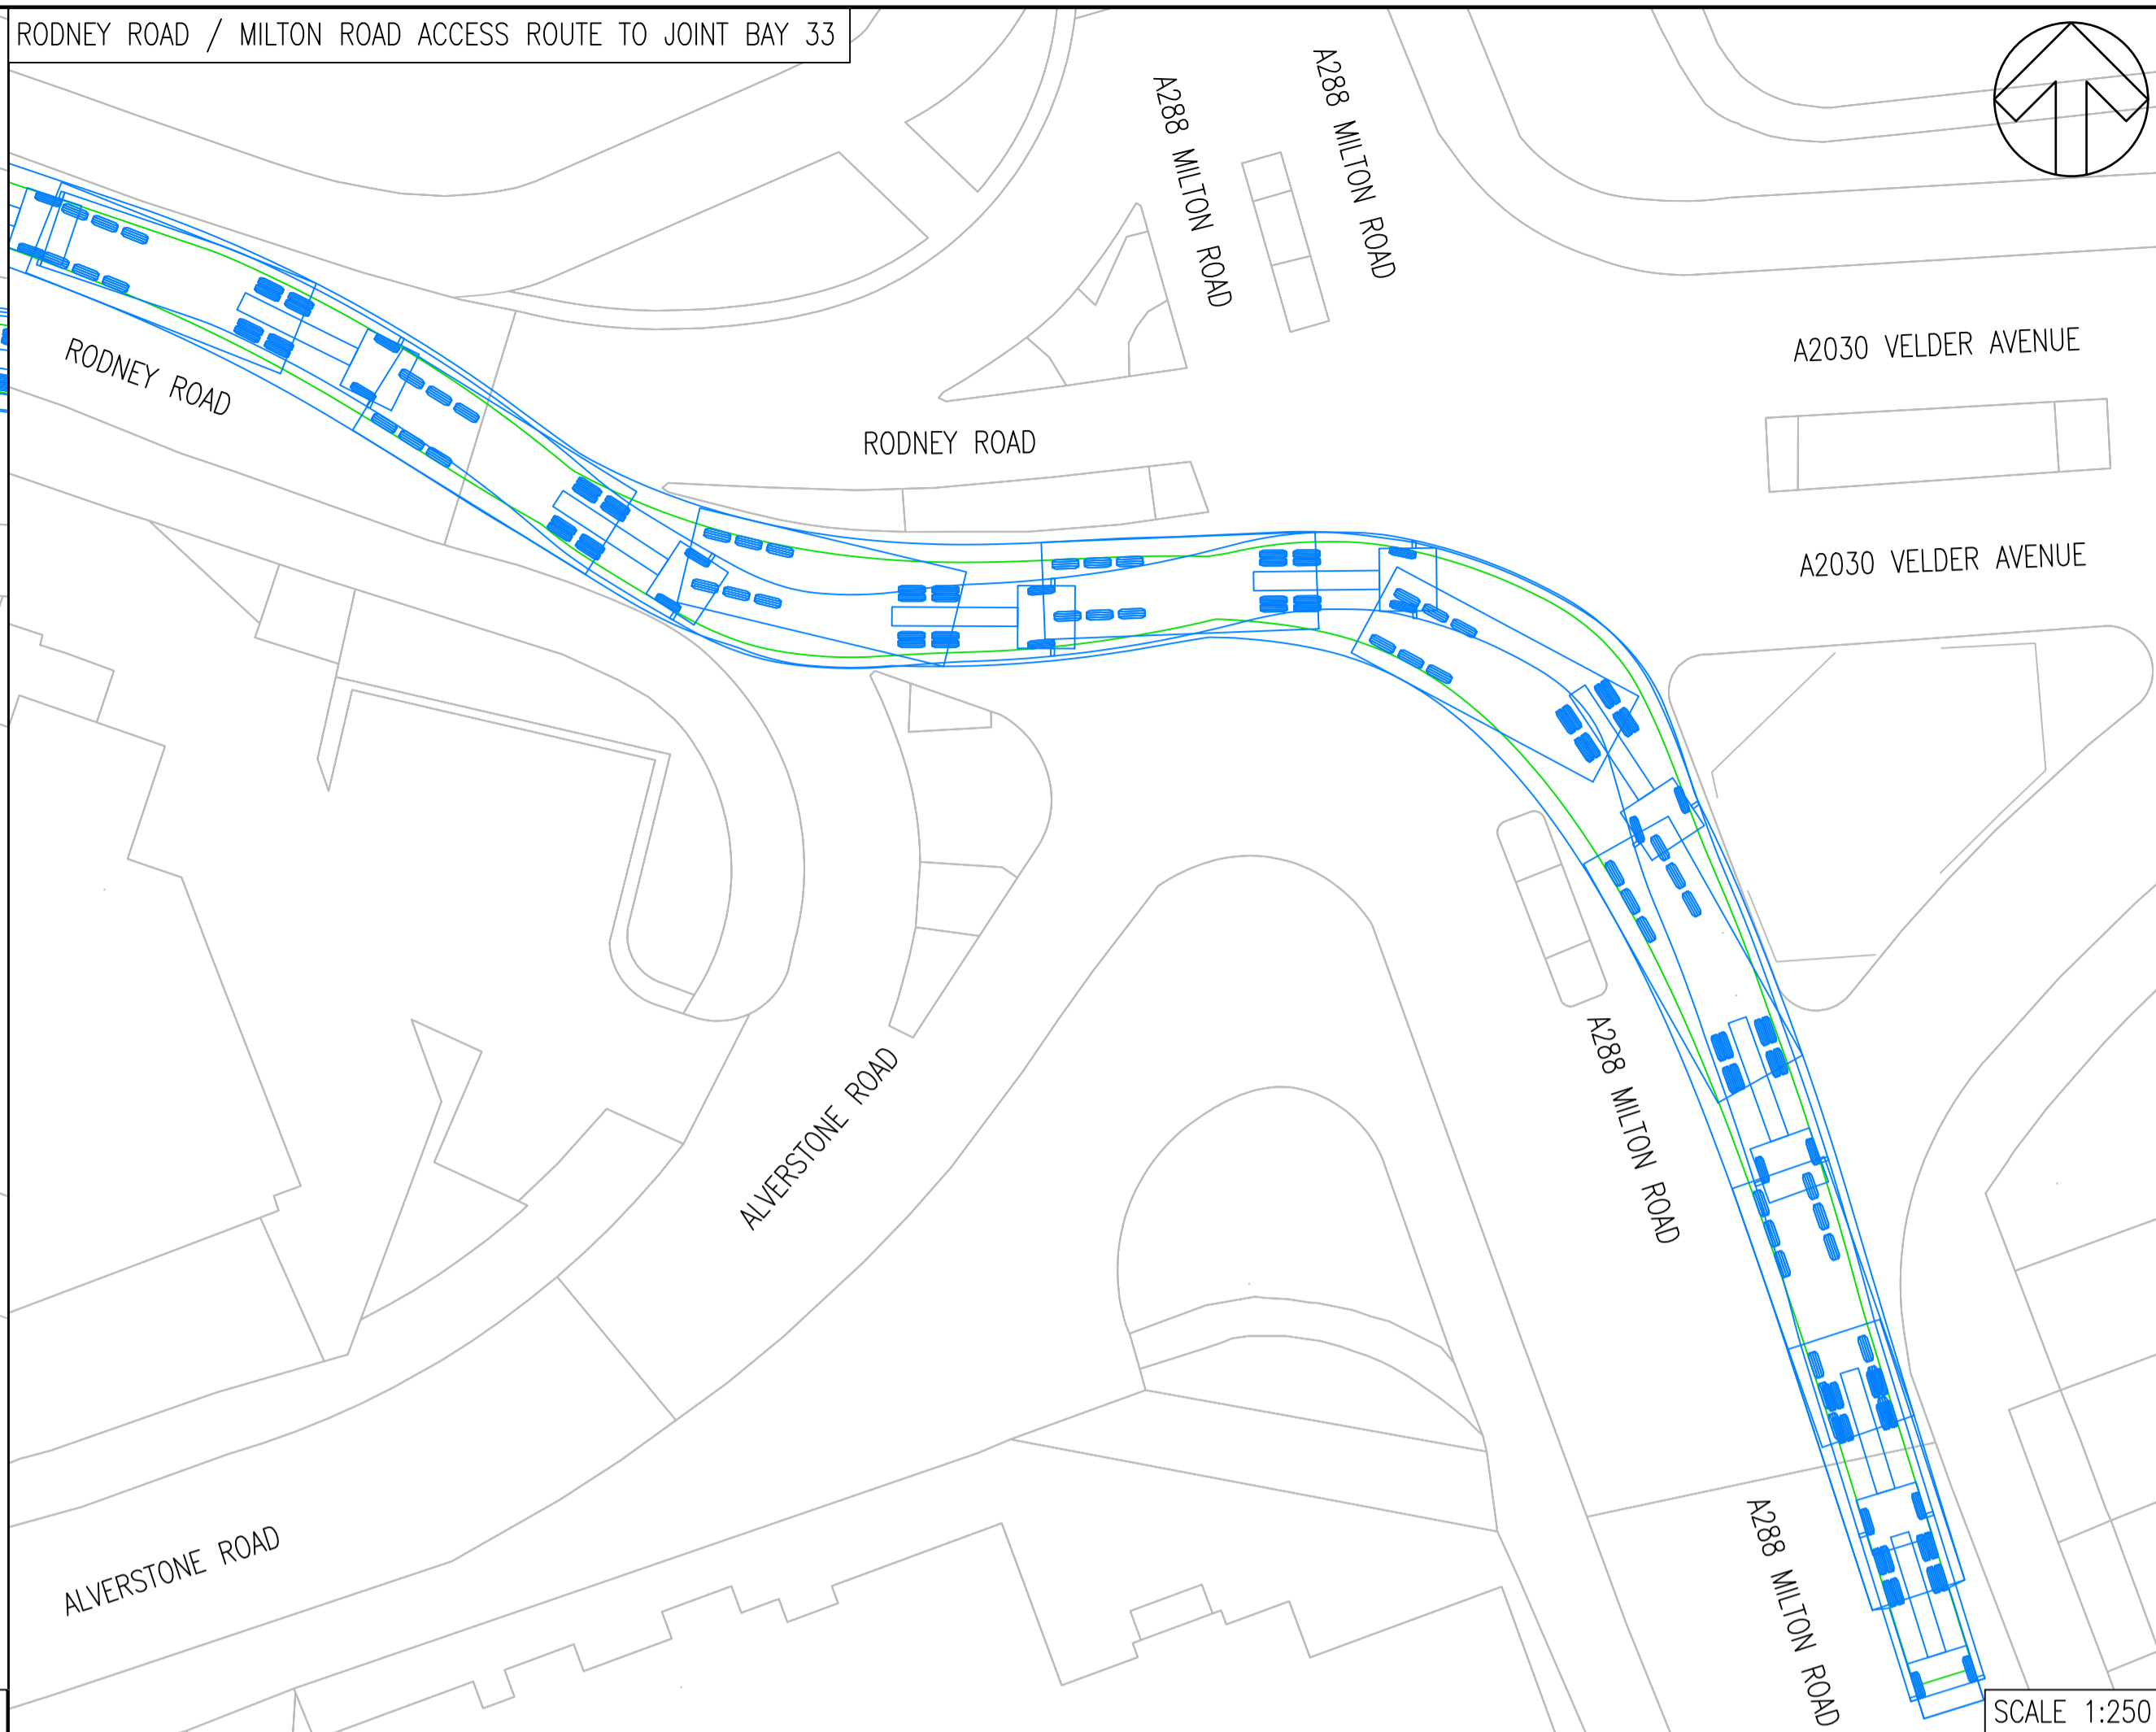 RODNEY ROAD / MILTON ROAD ACCESS ROUTE TO JOINT BAY 33
A288 MILTON ROAD
A288 MILTON ROAD
A2030 VELDER AVENUE
RODNEY ROAD
RODNEY ROAD
A2030 VELDER AVENUE
A288 MILTON ROAD
ALVERSTONE ROAD
ALVERSTONE ROAD
A288 MILTON ROAD
SCALE 1:250